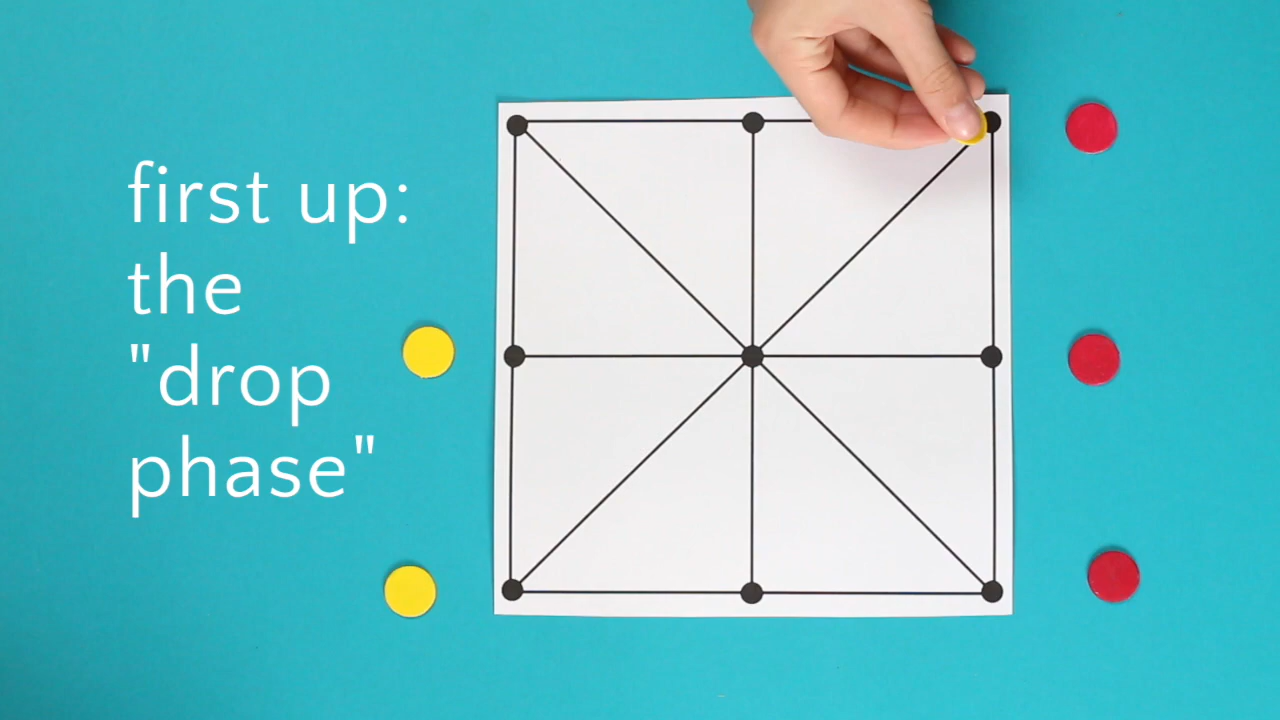 first up:
the
"drop
phase"